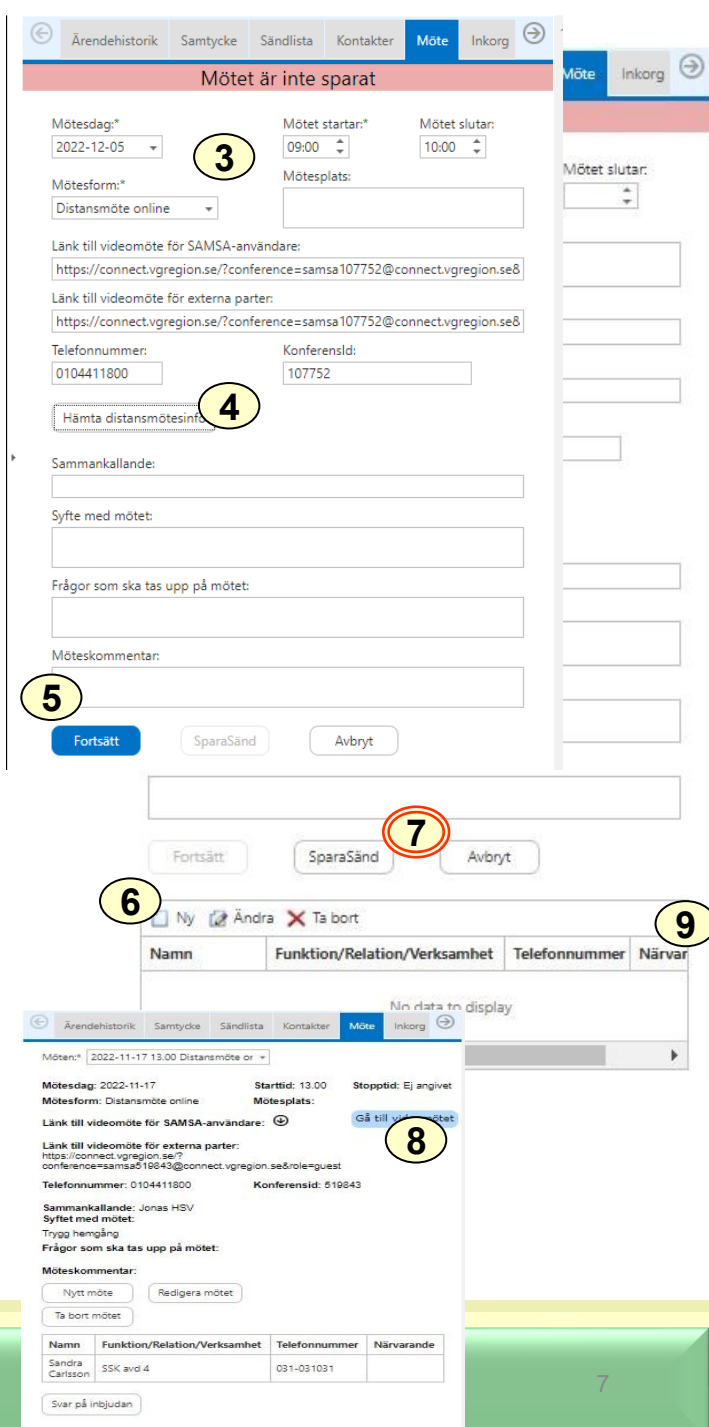 Ärendehistorik Samtycke Sändlista Kontakter Möte Inkorg
Mötet är inte sparat
Mötesdag:* Mötet startar:* Mötet slutar:
2022-12-05 09:00 10:00
3
Mötesform:* Mötesplats:
Distansmöte online
Länk till videomöte för SAMSA-användare:
https://connect.vgregion.se/?conference=samsa107752@connect.vgregion.se&
Länk till videomöte för externa parter:
https://connect.vgregion.se/?conference=samsa107752@connect.vgregion.se&
Telefonnummer: KonferensId:
0104411800 107752
Hämta distansmötesinfo
4
Sammankallande:
Syfte med mötet:
Frågor som ska tas upp på mötet:
Möteskommentar:
5
Fortsätt SparaSänd Avbryt
Möte Inkorg
Mötet slutar:
7
Fortsätt SparaSänd Avbryt
6
Ny Ändra Ta bort
9
Namn Funktion/Relation/Verksamhet Telefonnummer Närvar
No data to display
Ärendehistorik Samtycke Sändlista Kontakter Möte Inkorg
Möten:* 2022-11-17 13.00 Distansmöte or
Mötesdag: 2022-11-17 Starttid: 13.00 Stopptid: Ej angivet
Mötesform: Distansmöte online Mötesplats:
Länk till videomöte för SAMSA-användare: Gå till videomötet
8
Länk till videomöte för externa parter:
https://connect.vgregion.se/?
conference=samsa519843@connect.vgregion.se&role=guest
Telefonnummer: 0104411800 Konferensid: 519843
Sammankallande: Jonas HSV
Syftet med mötet:
Trygg hemgång
Frågor som ska tas upp på mötet:
Möteskommentar:
Nytt möte Redigera mötet
Ta bort mötet
Namn Funktion/Relation/Verksamhet Telefonnummer Närvarande
Sandra
Carlsson SSK avd 4 031-031031
Svar på inbjudan
7